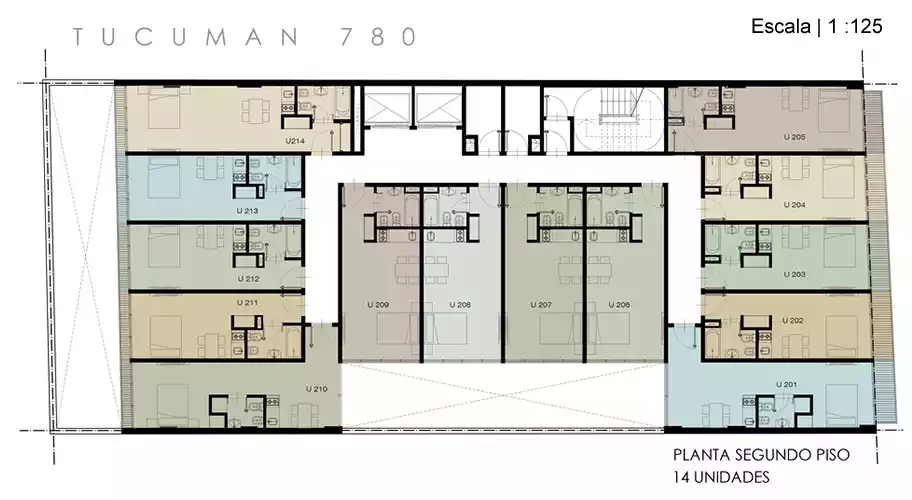 TUCUMAN 780
Escala | 1 :125
U214
U 205
U 213
U 204
U 212
U 203
U 211
U 209
U 208
U 207
U 206
U 202
U 210
U 201
PLANTA SEGUNDO PISO
14 UNIDADES